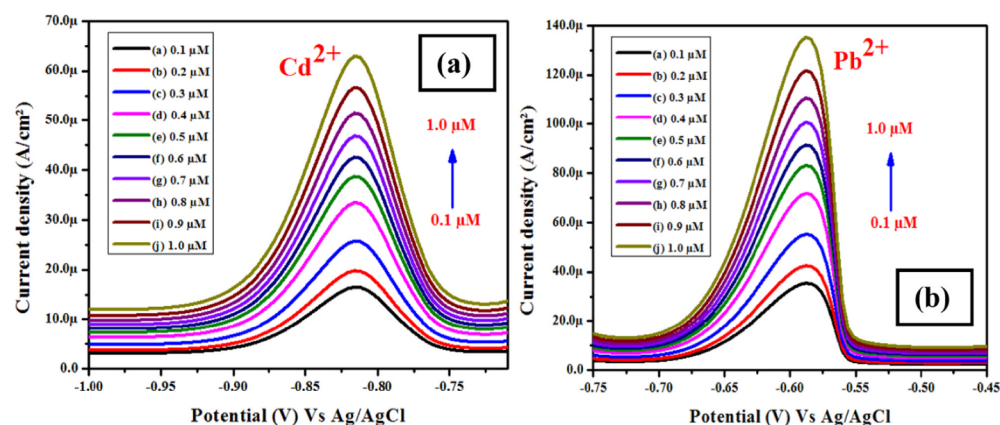 70.0µ
60.0µ
50.0µ
40.0µ
30.0µ
20.0µ
10.0µ
0.0
Current density (A/cm²)
(a) 0.1 µM
(b) 0.2 µM
(c) 0.3 µM
(d) 0.4 µM
(e) 0.5 µM
(f) 0.6 µM
(g) 0.7 µM
(h) 0.8 µM
(i) 0.9 µM
(j) 1.0 µM
Cd²⁺
(a)
1.0 µM
0.1 µM
-1.00 -0.95 -0.90 -0.85 -0.80 -0.75
Potential (V) Vs Ag/AgCl
140.0µ
120.0µ
100.0µ
80.0µ
60.0µ
40.0µ
20.0µ
0.0
Current density (A/cm²)
(a) 0.1 µM
(b) 0.2 µM
(c) 0.3 µM
(d) 0.4 µM
(e) 0.5 µM
(f) 0.6 µM
(g) 0.7 µM
(h) 0.8 µM
(i) 0.9 µM
(j) 1.0 µM
Pb²⁺
1.0 µM
0.1 µM
(b)
-0.75 -0.70 -0.65 -0.60 -0.55 -0.50 -0.45
Potential (V) Vs Ag/AgCl